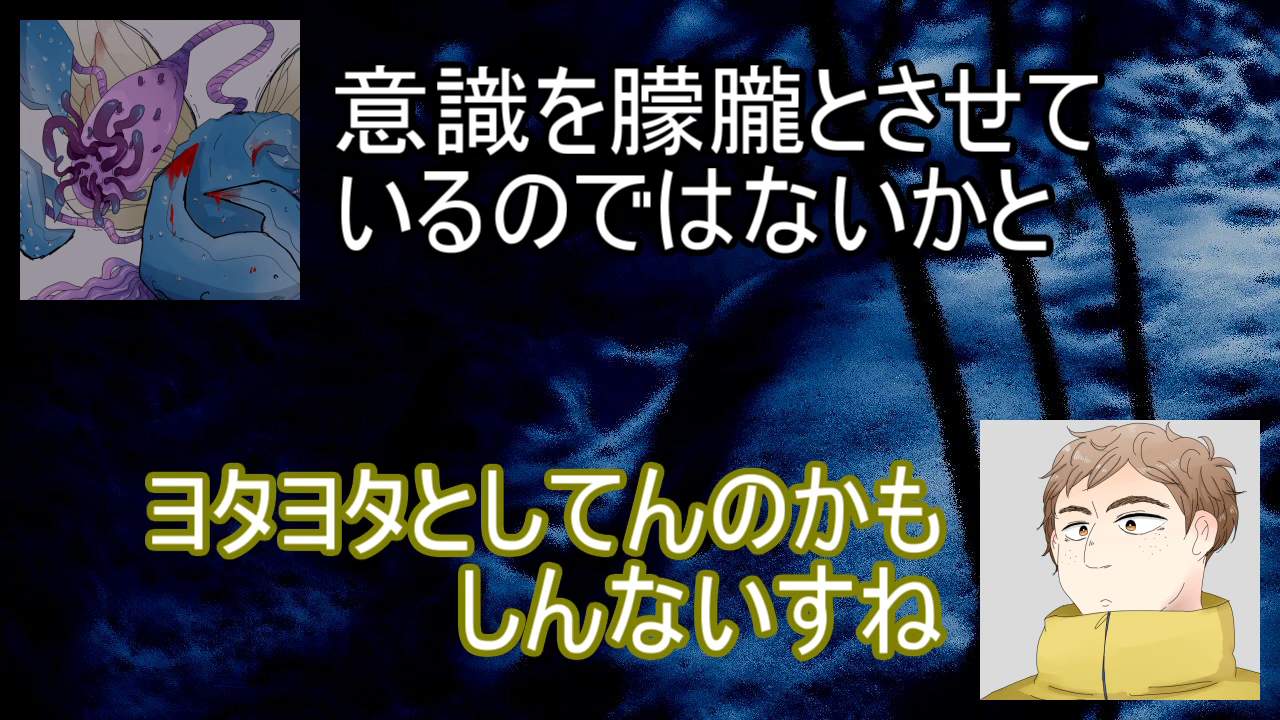 意識を朦朧とさせて
いるのではないかと
ヨタヨタとしてんのかも
しんないすね